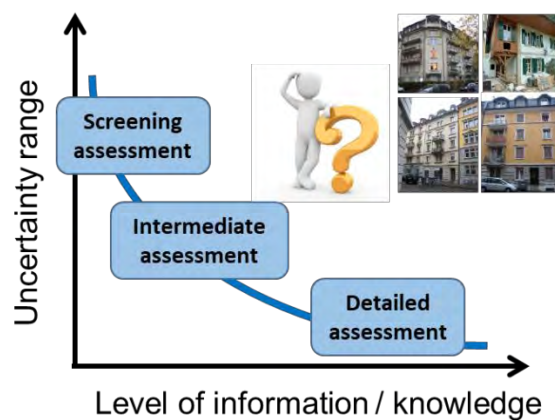 Uncertainty range
Screening
assessment
Intermediate
assessment
Detailed
assessment
Level of information / knowledge